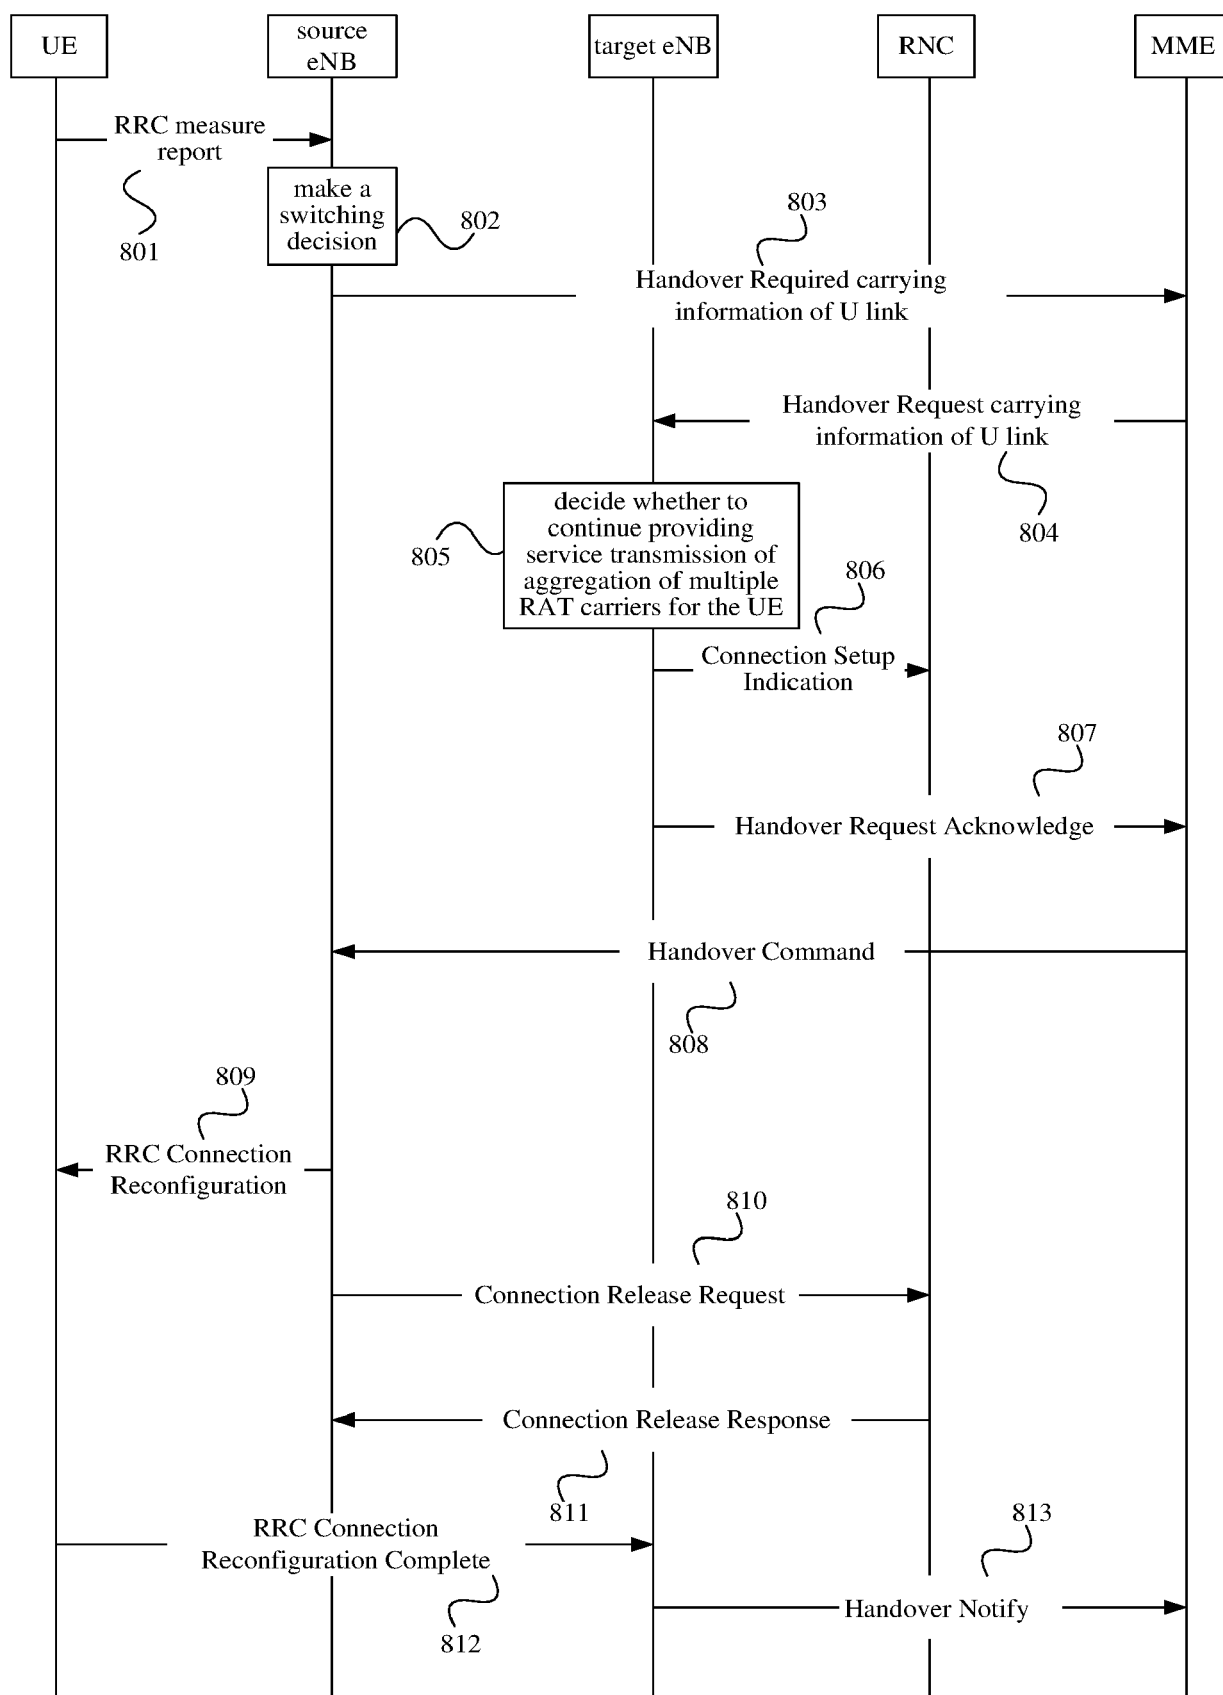 UE
source
eNB
target eNB
RNC
MME
RRC measure
report
801
make a
switching
decision
802
803
Handover Required carrying
information of U link
Handover Request carrying
information of U link
804
decide whether to
continue providing
service transmission of
aggregation of multiple
RAT carriers for the UE
805
806
Connection Setup
Indication
807
Handover Request Acknowledge
Handover Command
808
809
RRC Connection
Reconfiguration
810
Connection Release Request
Connection Release Response
811
RRC Connection
Reconfiguration Complete
812
813
Handover Notify